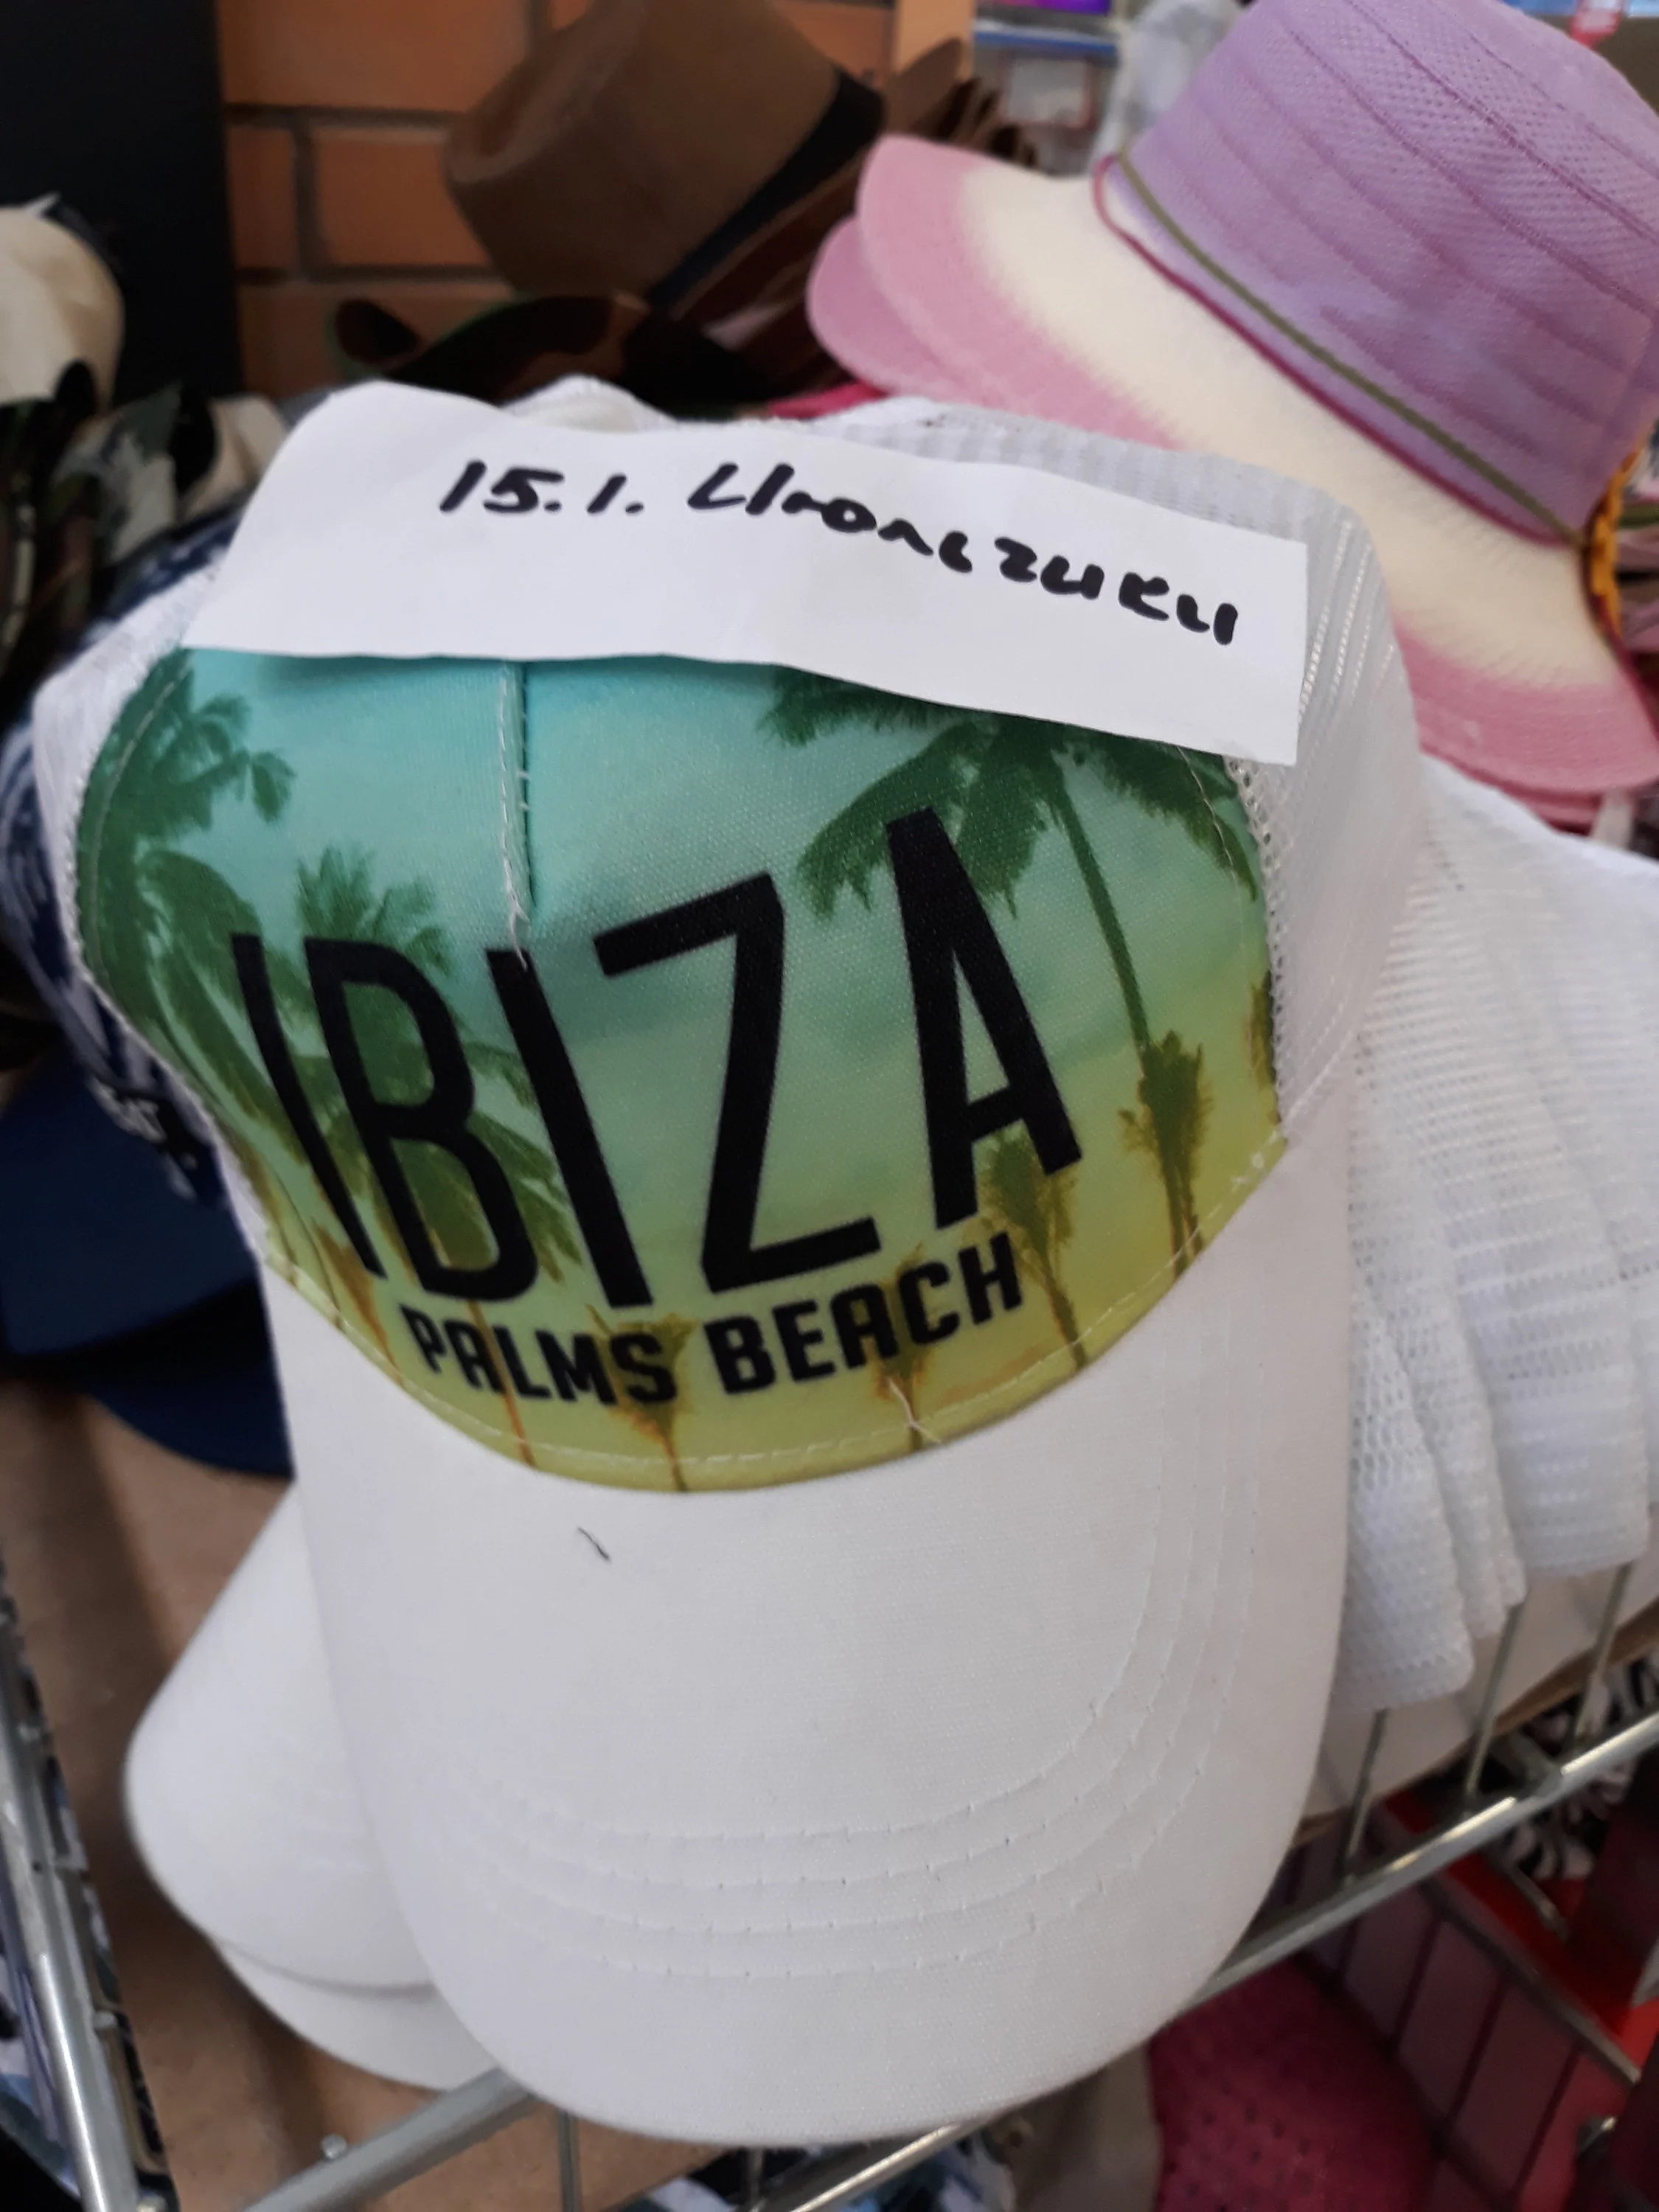 15.1.
IBIZA
PALMS BEACH